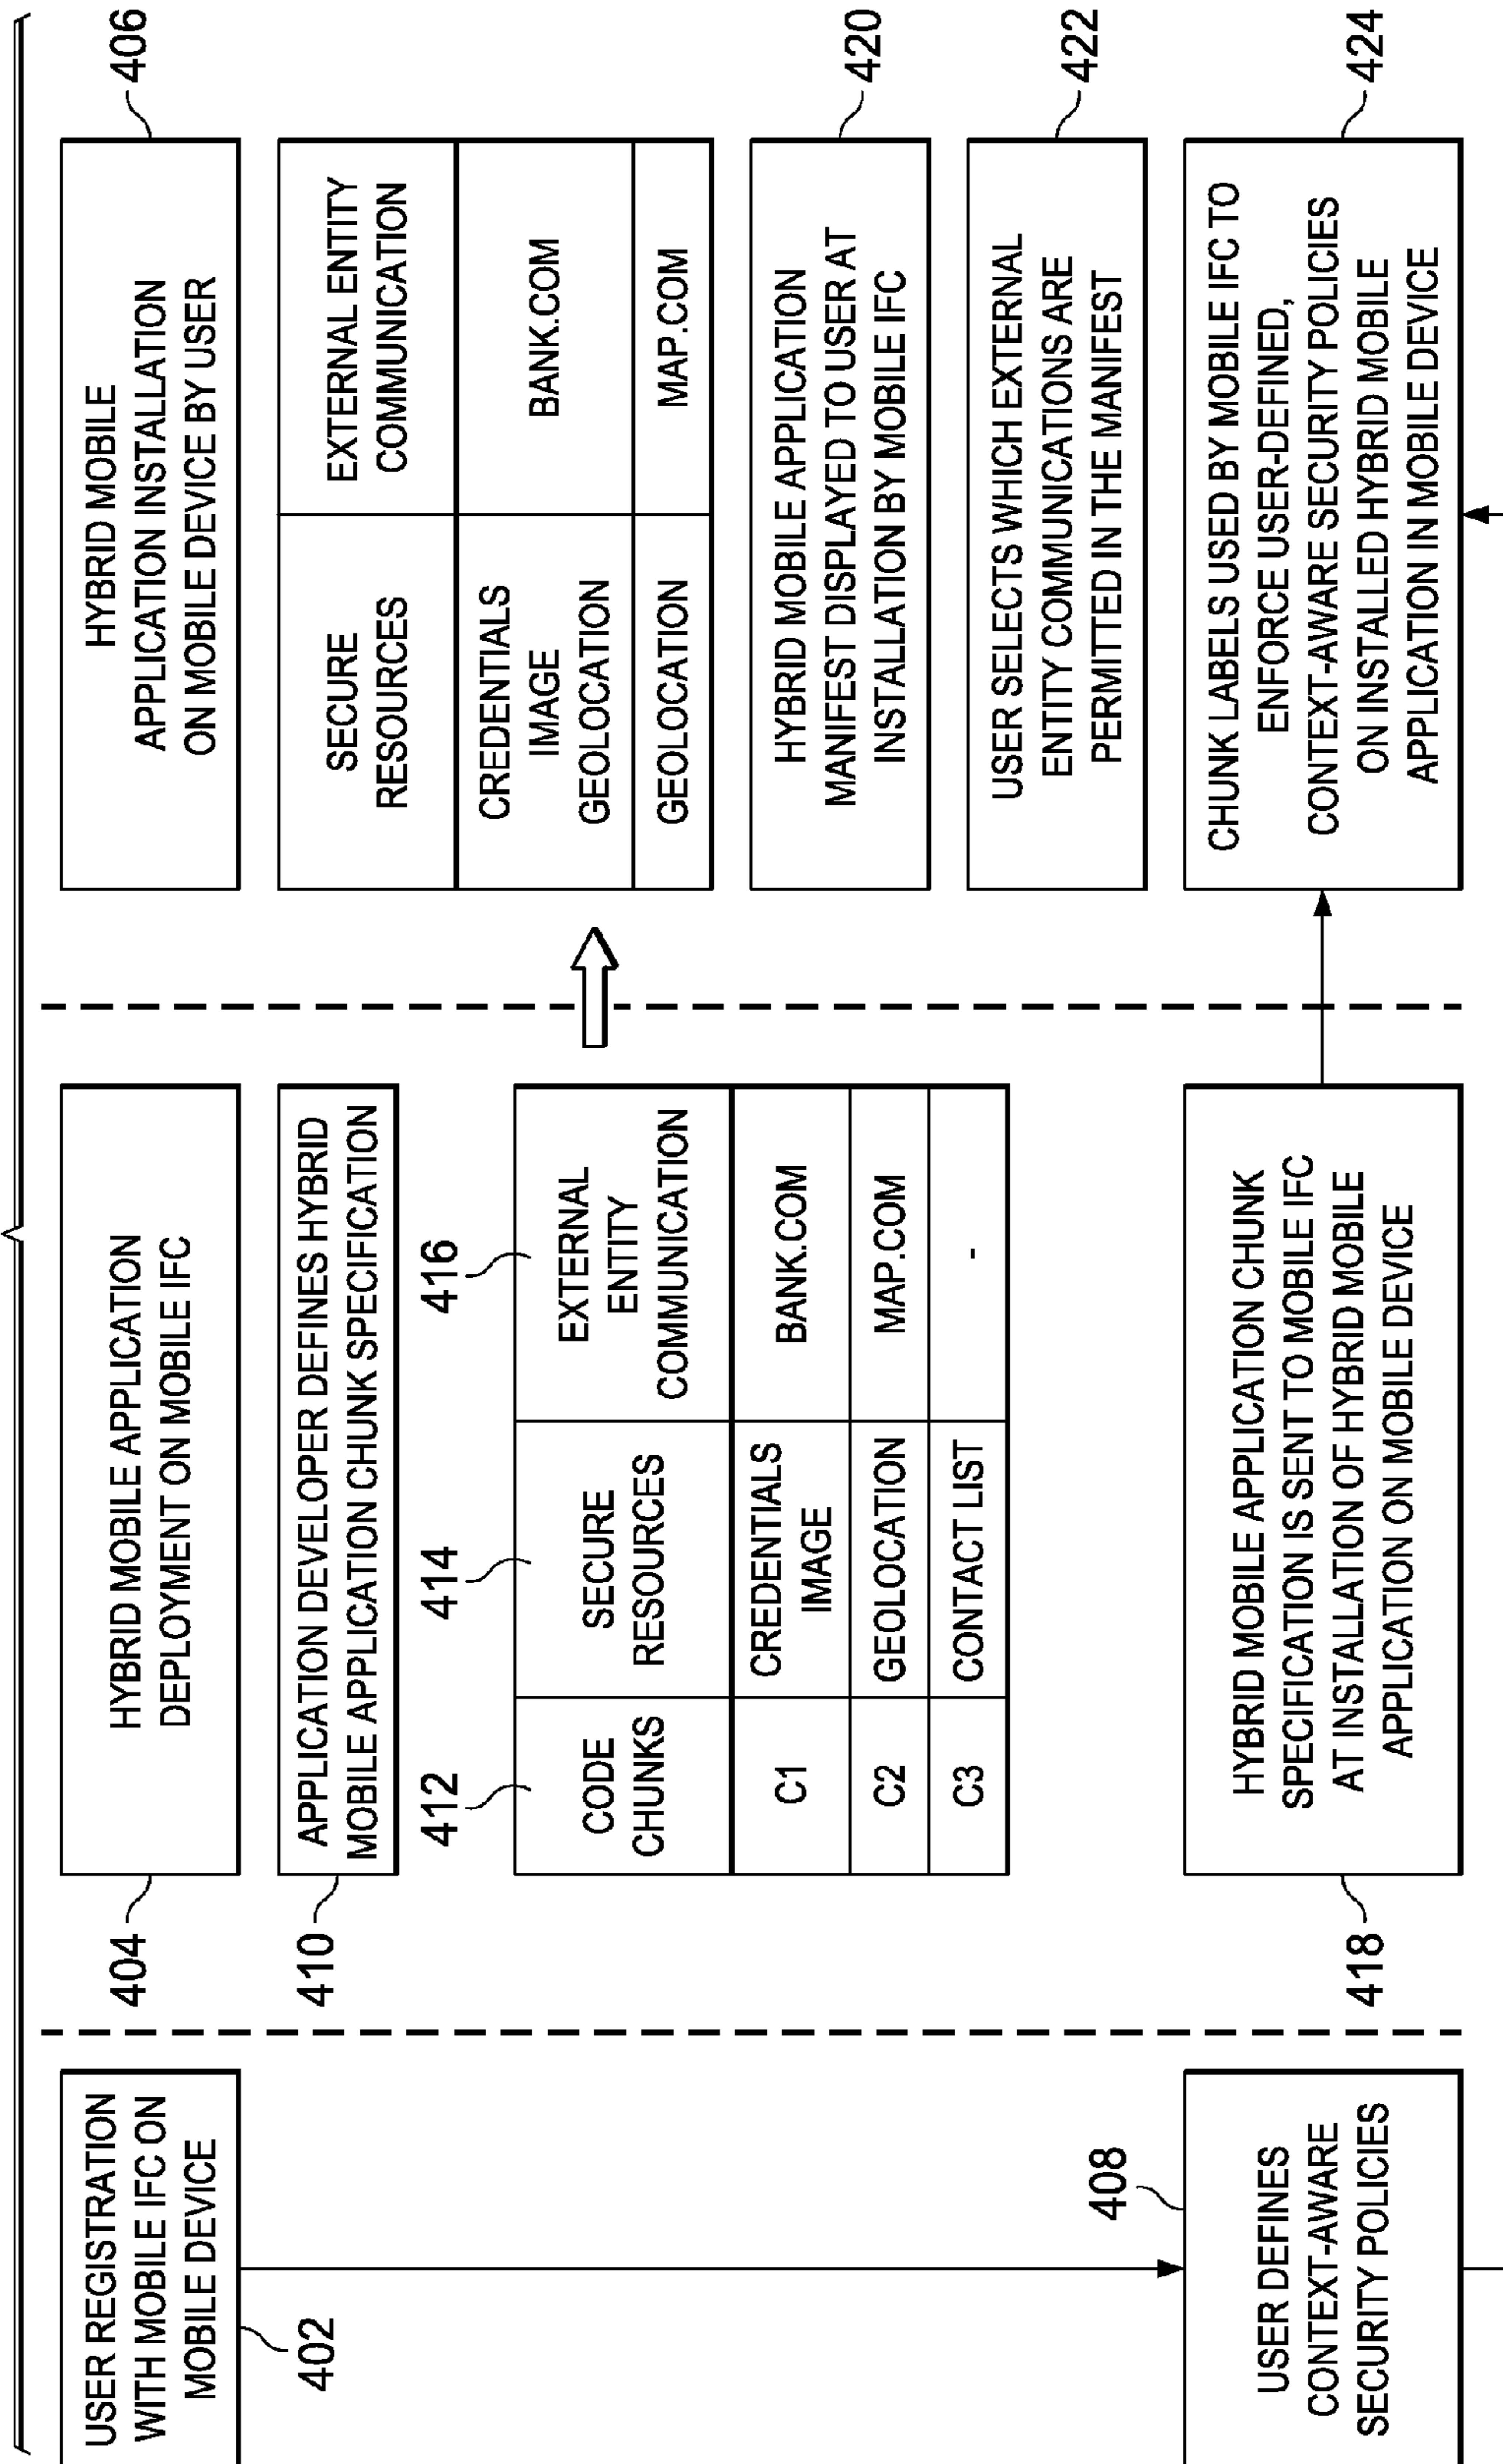 402
USER REGISTRATION
WITH MOBILE IFC ON
MOBILE DEVICE
408
USER DEFINES
CONTEXT-AWARE
SECURITY POLICIES
404
HYBRID MOBILE APPLICATION
DEPLOYMENT ON MOBILE IFC
410
APPLICATION DEVELOPER DEFINES HYBRID
MOBILE APPLICATION CHUNK SPECIFICATION
412
414
416
CODE
CHUNKS
SECURE
RESOURCES
EXTERNAL
ENTITY
COMMUNICATION
C1
CREDENTIALS
IMAGE
BANK.COM
C2
GEOLOCATION
MAP.COM
C3
CONTACT LIST
-
418
HYBRID MOBILE APPLICATION CHUNK
SPECIFICATION IS SENT TO MOBILE IFC
AT INSTALLATION OF HYBRID MOBILE
APPLICATION ON MOBILE DEVICE
HYBRID MOBILE
APPLICATION INSTALLATION
ON MOBILE DEVICE BY USER
406
SECURE
RESOURCES
EXTERNAL ENTITY
COMMUNICATION
CREDENTIALS
IMAGE
GEOLOCATION
BANK.COM
GEOLOCATION
MAP.COM
HYBRID MOBILE APPLICATION
MANIFEST DISPLAYED TO USER AT
INSTALLATION BY MOBILE IFC
420
USER SELECTS WHICH EXTERNAL
ENTITY COMMUNICATIONS ARE
PERMITTED IN THE MANIFEST
422
CHUNK LABELS USED BY MOBILE IFC TO
ENFORCE USER-DEFINED,
CONTEXT-AWARE SECURITY POLICIES
ON INSTALLED HYBRID MOBILE
APPLICATION IN MOBILE DEVICE
424